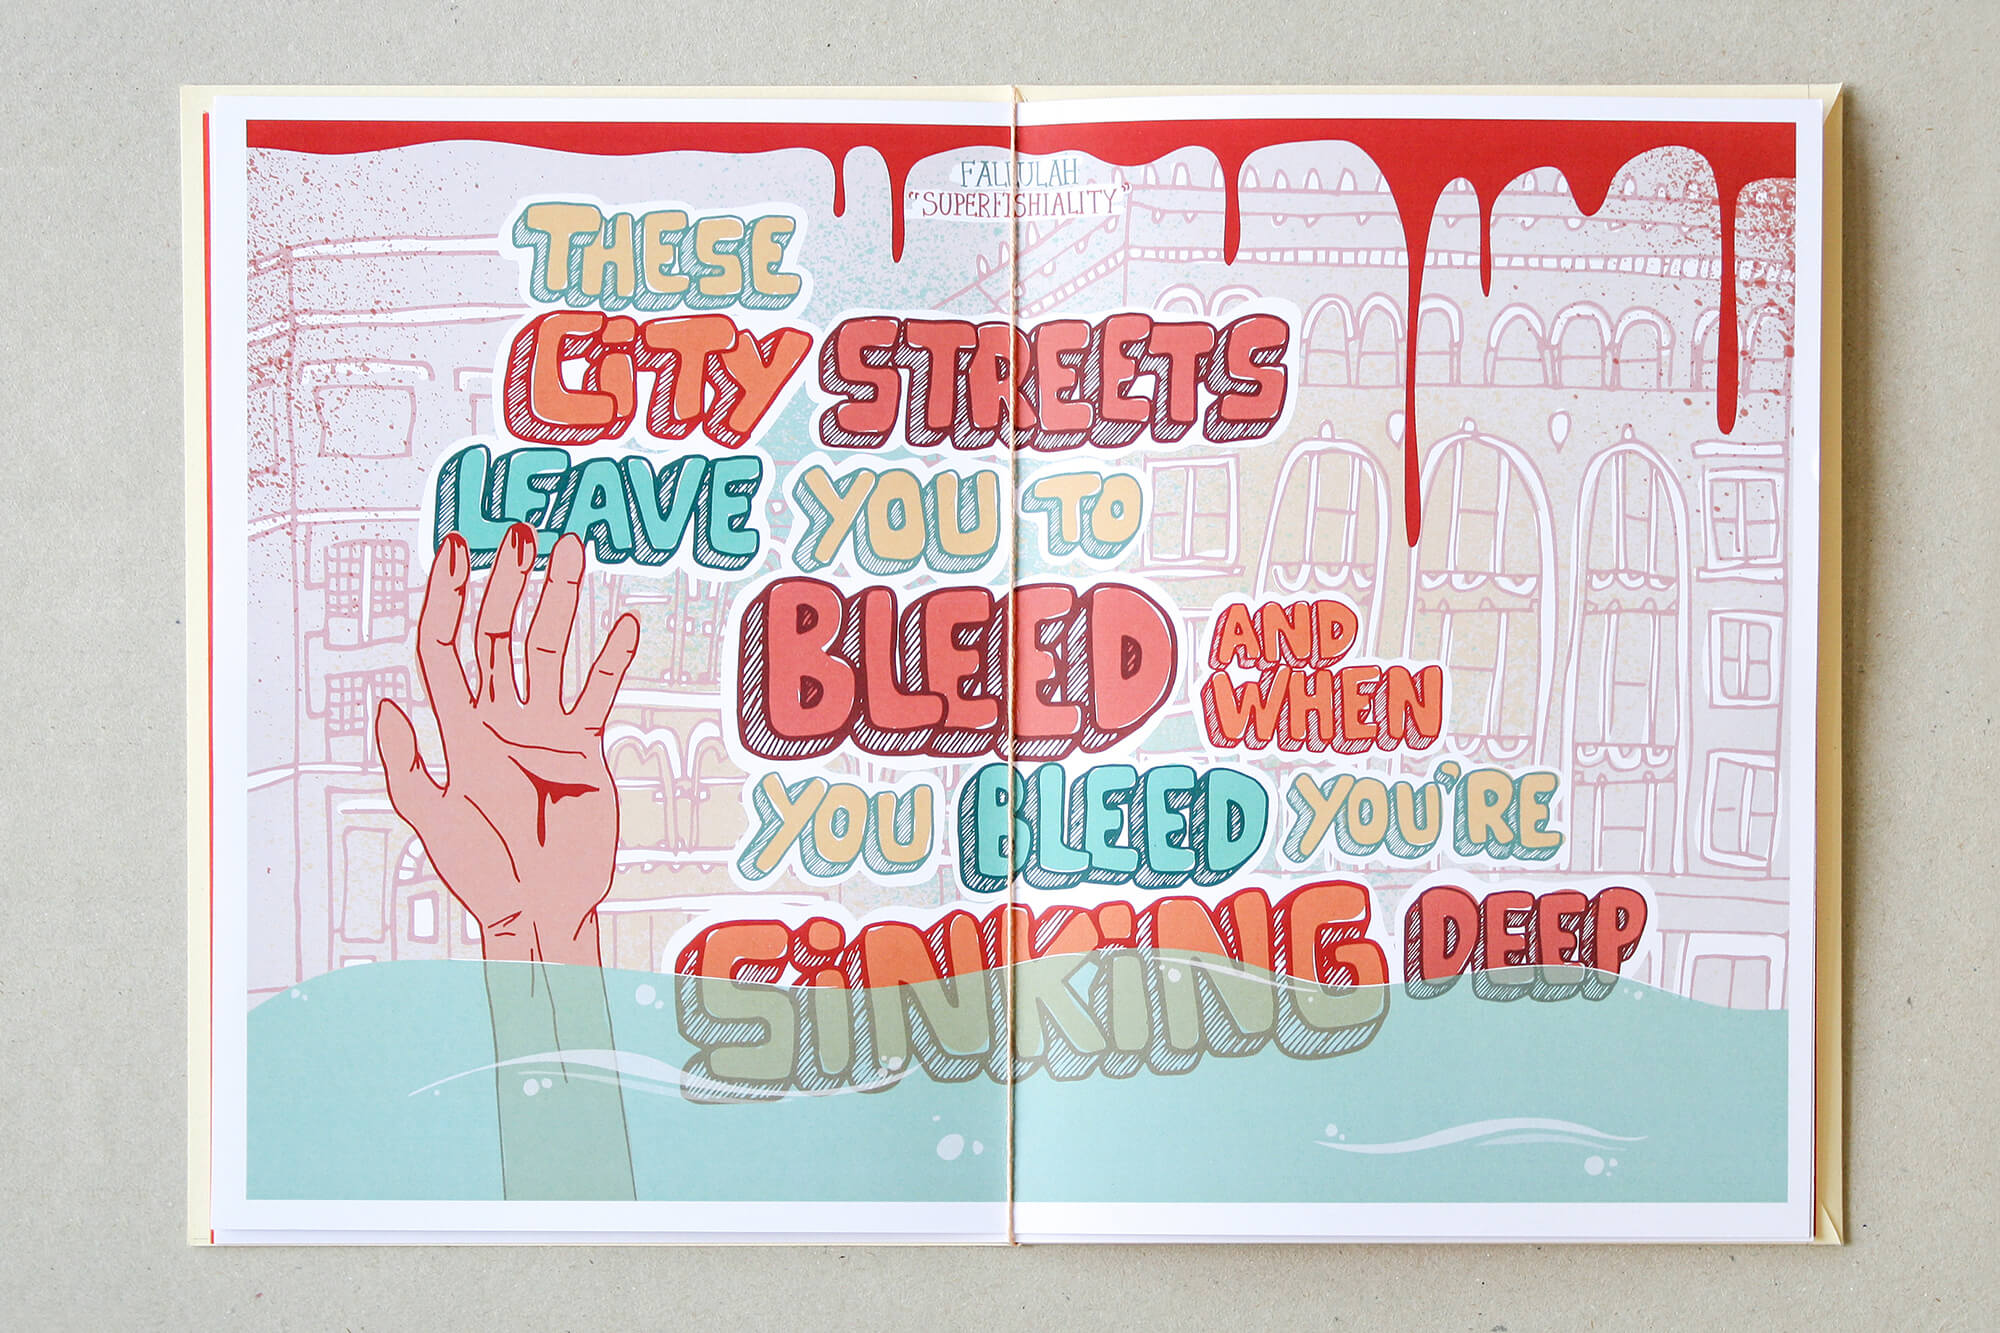 FALLULAH
"SUPERFISHIALITY"
THESE
CiTY STREETS
LEAVE YOU TO
BLEED AND
WHEN
YOU BLEED YOU'RE
SiNKiNG DEEP